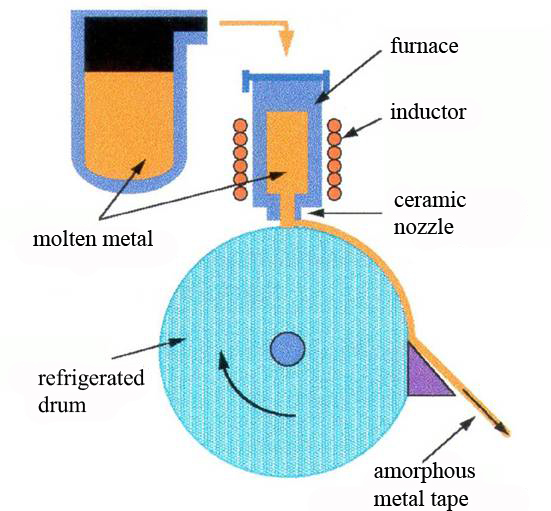 furnace
inductor
ceramic
nozzle
molten metal
refrigerated
drum
amorphous
metal tape